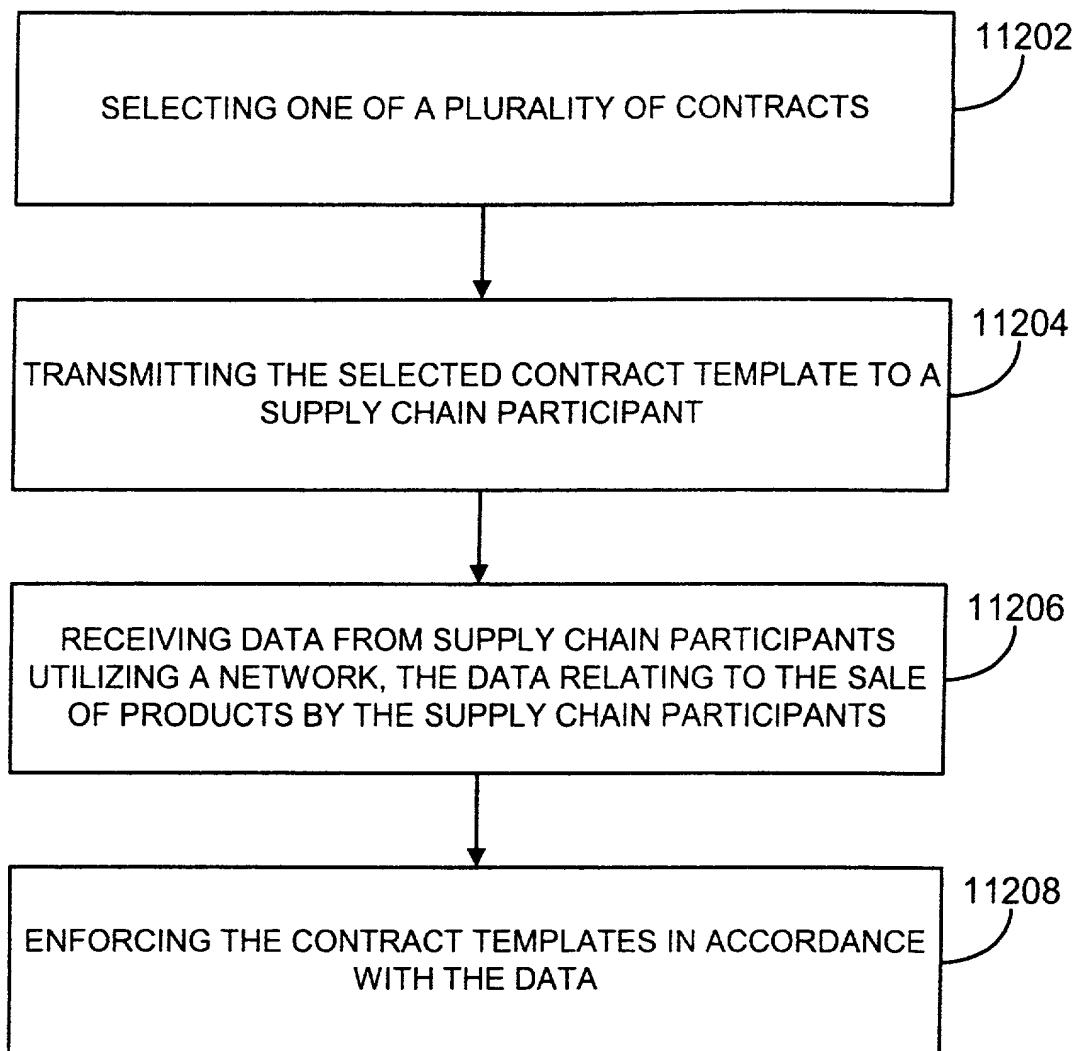 11202
SELECTING ONE OF A PLURALITY OF CONTRACTS
11204
TRANSMITTING THE SELECTED CONTRACT TEMPLATE TO A
SUPPLY CHAIN PARTICIPANT
11206
RECEIVING DATA FROM SUPPLY CHAIN PARTICIPANTS
UTILIZING A NETWORK, THE DATA RELATING TO THE SALE
OF PRODUCTS BY THE SUPPLY CHAIN PARTICIPANTS
11208
ENFORCING THE CONTRACT TEMPLATES IN ACCORDANCE
WITH THE DATA